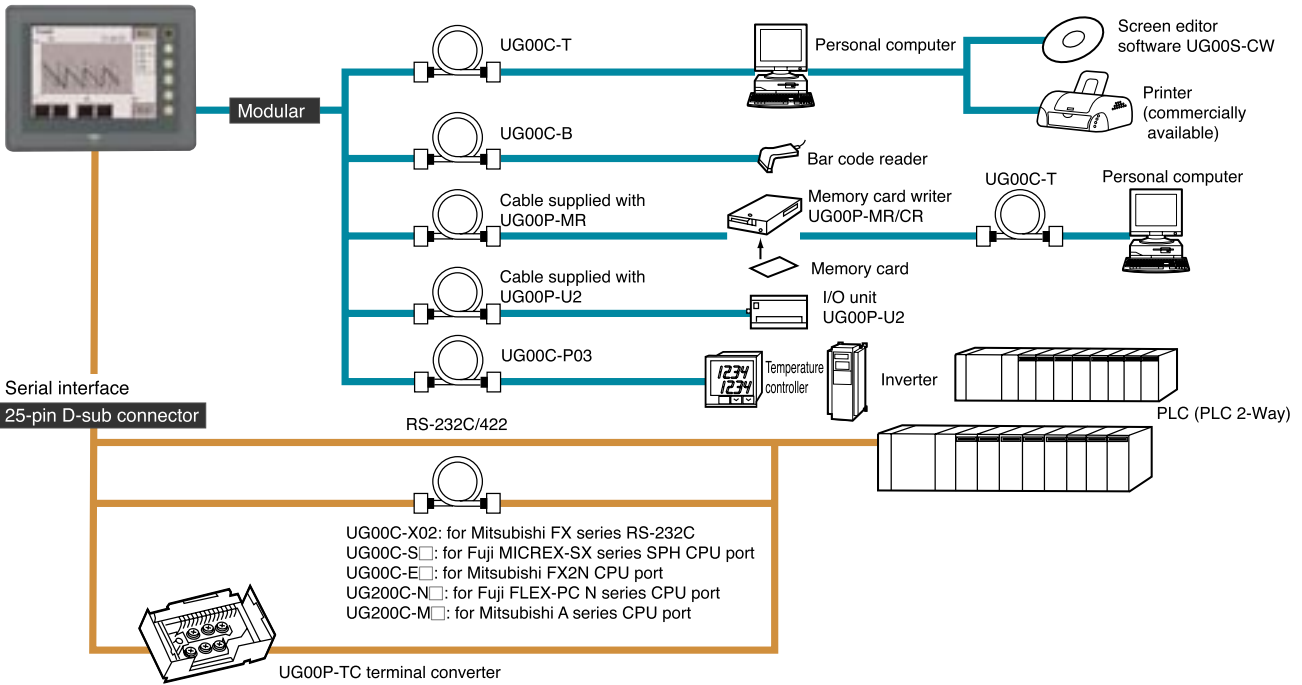 UG00C-T
Personal computer
Screen editor
software UG00S-CW
Modular
Printer
(commercially
available)
UG00C-B
Bar code reader
Cable supplied with
UG00P-MR
Memory card writer
UG00P-MR/CR
UG00C-T
Personal computer
Memory card
Cable supplied with
UG00P-U2
I/O unit
UG00P-U2
UG00C-P03
12.34
12.34
Temperature
controller
Inverter
Serial interface
25-pin D-sub connector
PLC (PLC 2-Way)
RS-232C/422
UG00C-X02: for Mitsubishi FX series RS-232C
UG00C-S□: for Fuji MICREX-SX series SPH CPU port
UG00C-E□: for Mitsubishi FX2N CPU port
UG200C-N□: for Fuji FLEX-PC N series CPU port
UG200C-M□: for Mitsubishi A series CPU port
UG00P-TC terminal converter